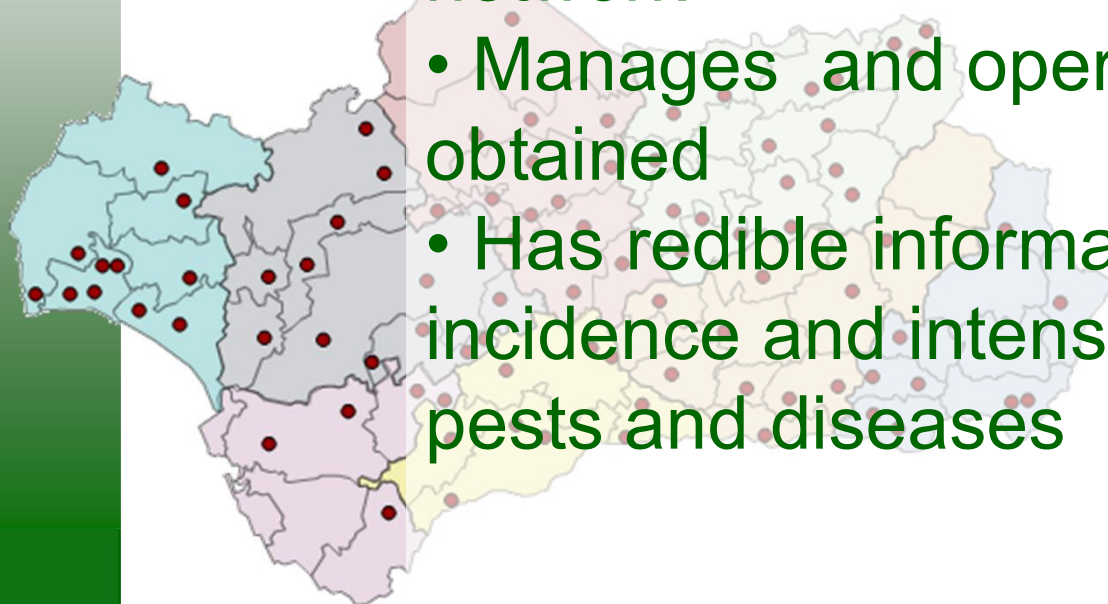 • Manages and oper
obtained
• Has redible informa
incidence and intens
pests and diseases